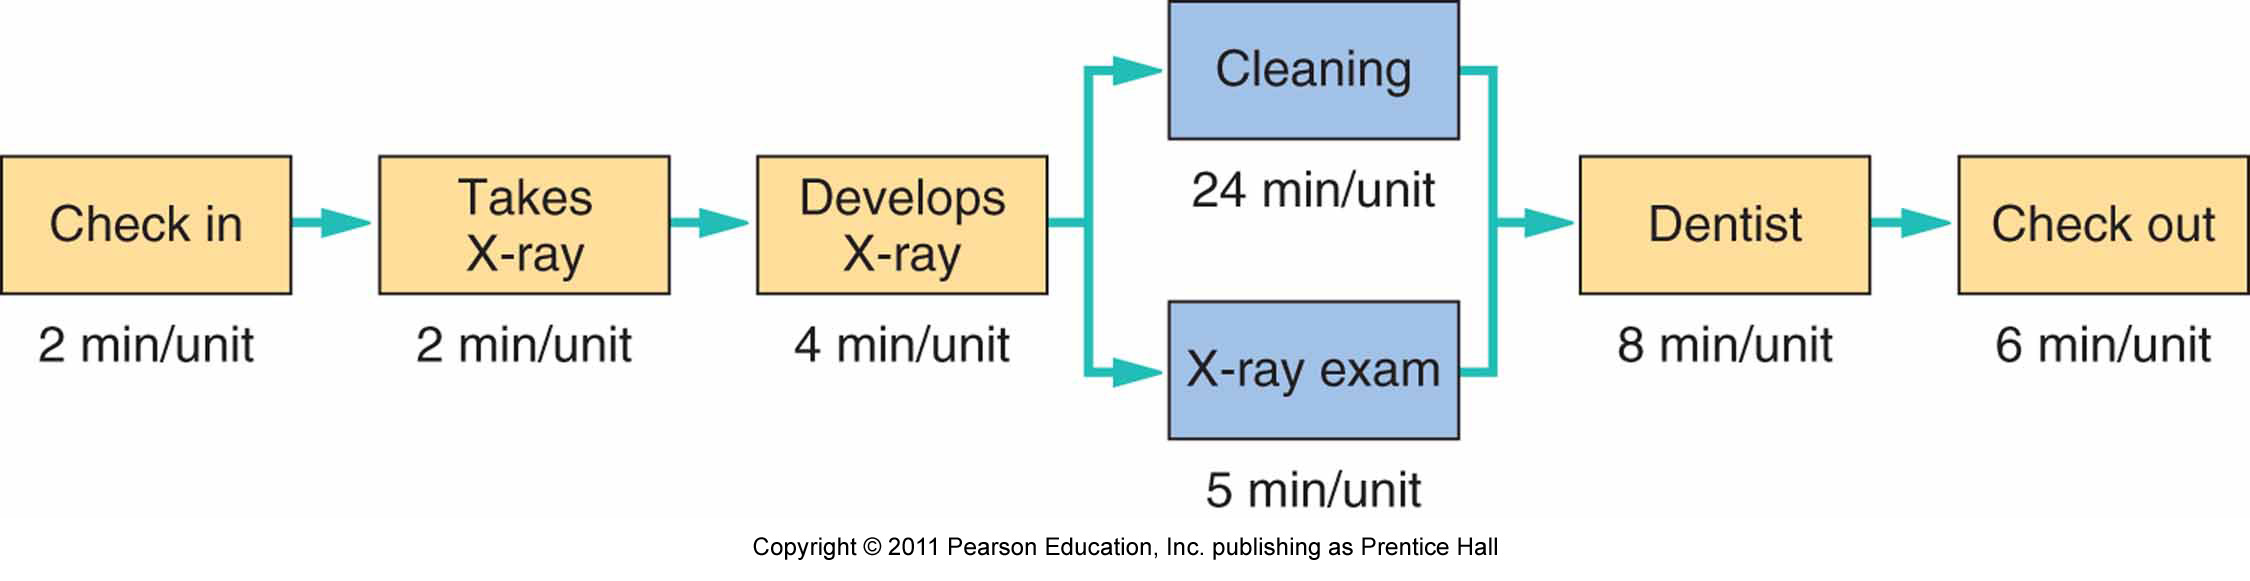 Check in
2 min/unit
Takes
X-ray
2 min/unit
Develops
X-ray
4 min/unit
Cleaning
24 min/unit
X-ray exam
5 min/unit
Dentist
8 min/unit
Check out
6 min/unit
Copyright © 2011 Pearson Education, Inc. publishing as Prentice Hall